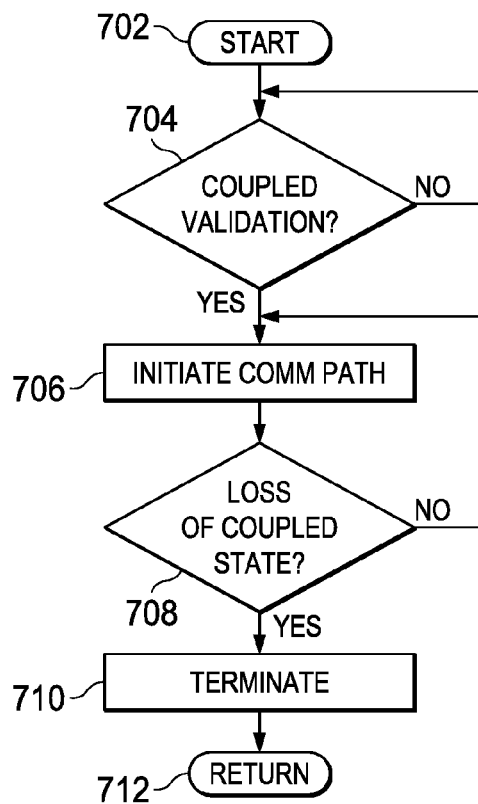 702
START
704
COUPLED
VALIDATION?
NO
YES
706
INITIATE COMM PATH
LOSS
OF COUPLED
STATE?
NO
708
YES
710
TERMINATE
712
RETURN